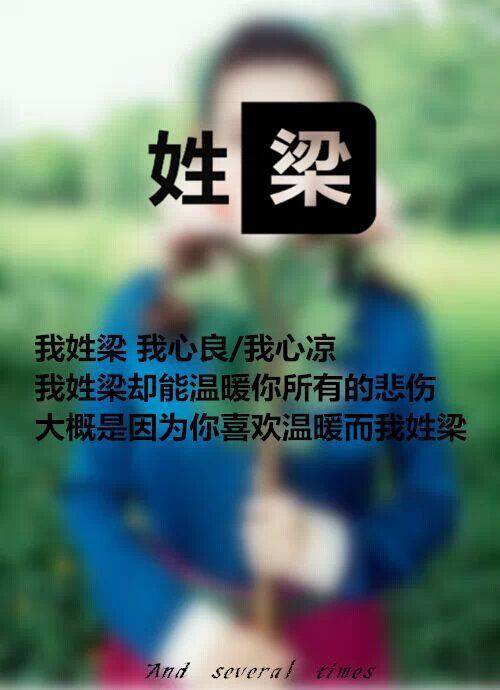 姓梁
我姓梁 我心良/我心凉
我姓梁却能温暖你所有的悲伤
大概是因为你喜欢温暖而我姓梁
And several times